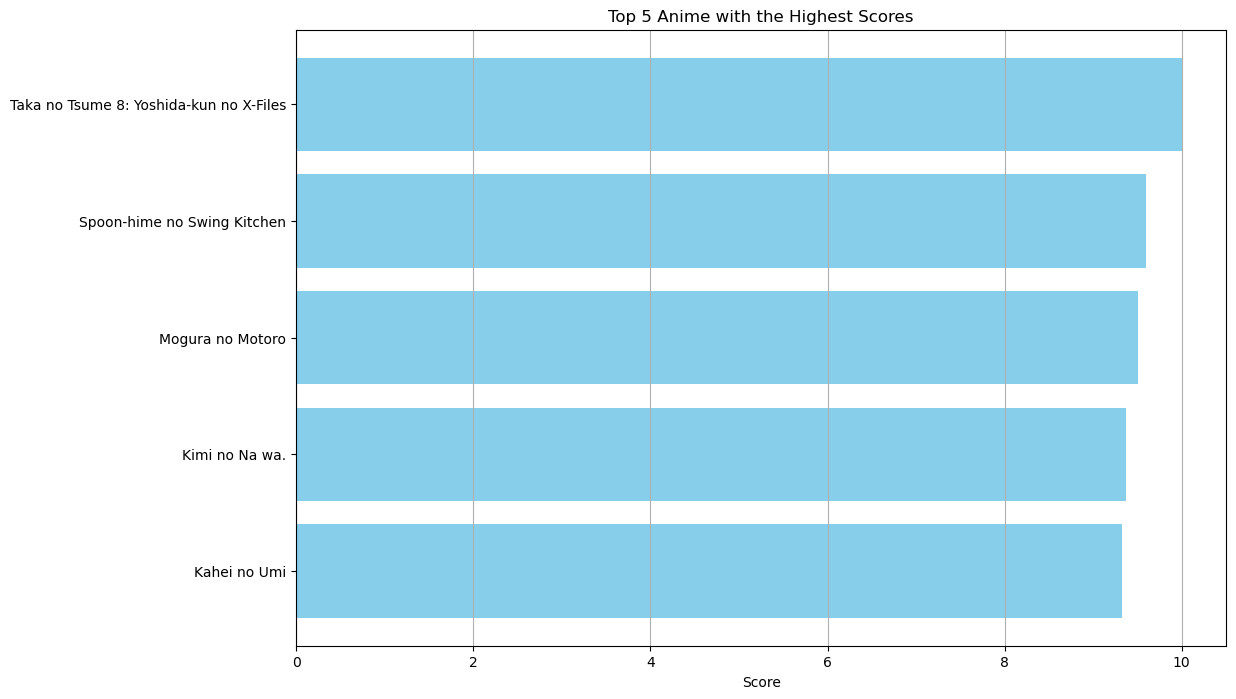 Top 5 Anime with the Highest Scores
Taka no Tsume 8: Yoshida-kun no X-Files
Spoon-hime no Swing Kitchen
Mogura no Motoro
Kimi no Na wa.
Kahei no Umi
0 2 4 6 8 10
Score